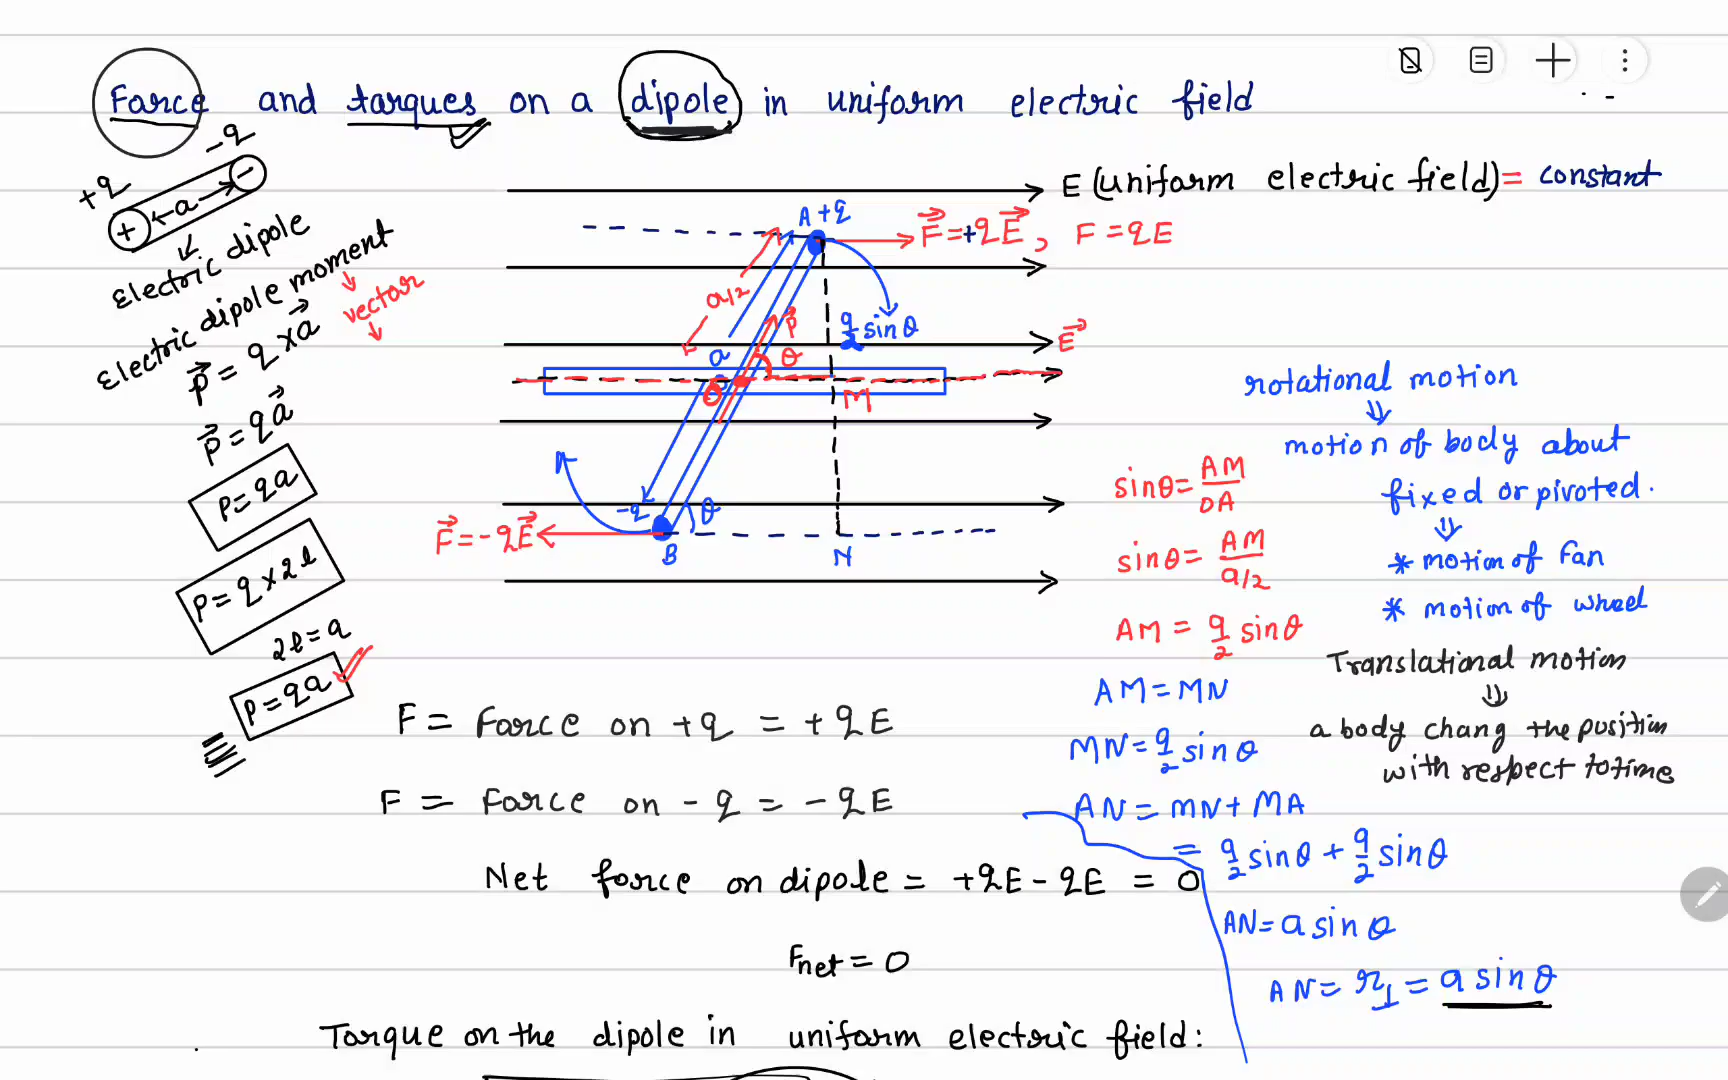 Force and torques on a dipole in uniform electric field
-q
+q
+ a -
Electric dipole
Electric dipole moment
vector
p = q × a
p = qa
p = qa
p = q × 2l
2l = a
p = qa
E (uniform electric field) = constant
A +q
F = +qE, F = qE
a/2
a/2 sinθ
p
E
a
θ
O
M
-q
θ
F = -qE
B
N
rotational motion
⇓
motion of body about
fixed or pivoted.
⇓
* motion of Fan
* motion of wheel
Translational motion
⇓
a body chang the position
with respect to time
sinθ = AM/OA
sinθ = AM/a/2
AM = a/2 sinθ
AM = MN
MN = a/2 sinθ
AN = MN + MA
= a/2 sinθ + a/2 sinθ
AN = a sinθ
AN = r⊥ = a sinθ
F = Force on +q = +qE
F = Force on -q = -qE
Net force on dipole = +qE - qE = 0
Fnet = 0
Torque on the dipole in uniform electric field: